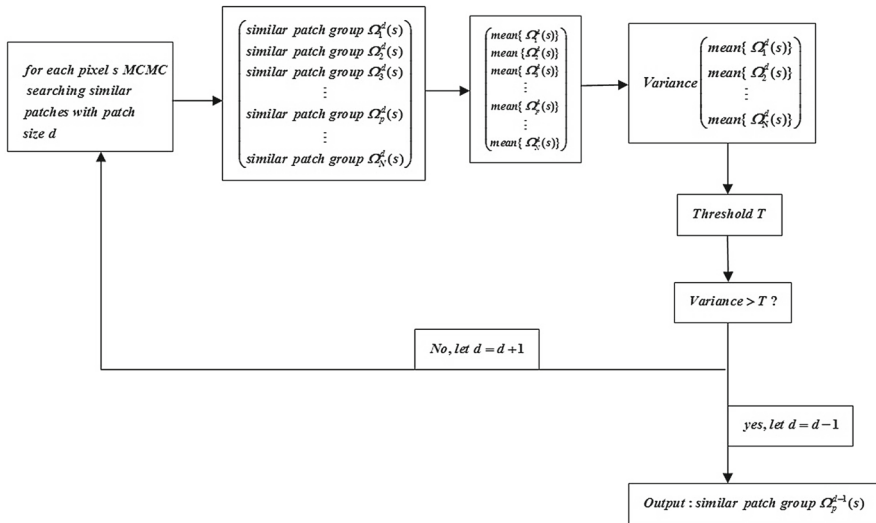 for each pixel s MCMC
searching similar
patches with patch
size d
similar patch group Ω₁ᵈ(s)
similar patch group Ω₂ᵈ(s)
similar patch group Ω₃ᵈ(s)
⋮
similar patch group Ωₚᵈ(s)
⋮
similar patch group Ω_Nᵈ(s)
mean{ Ω₁ᵈ(s)}
mean{ Ω₂ᵈ(s)}
mean{ Ω₃ᵈ(s)}
⋮
mean{ Ωₚᵈ(s)}
⋮
mean{ Ω_Nᵈ(s)}
Variance
mean{ Ω₁ᵈ(s)}
mean{ Ω₂ᵈ(s)}
⋮
mean{ Ω_Nᵈ(s)}
Threshold T
Variance > T ?
No, let d = d+1
yes, let d = d−1
Output : similar patch group Ωₚᵈ⁻¹(s)